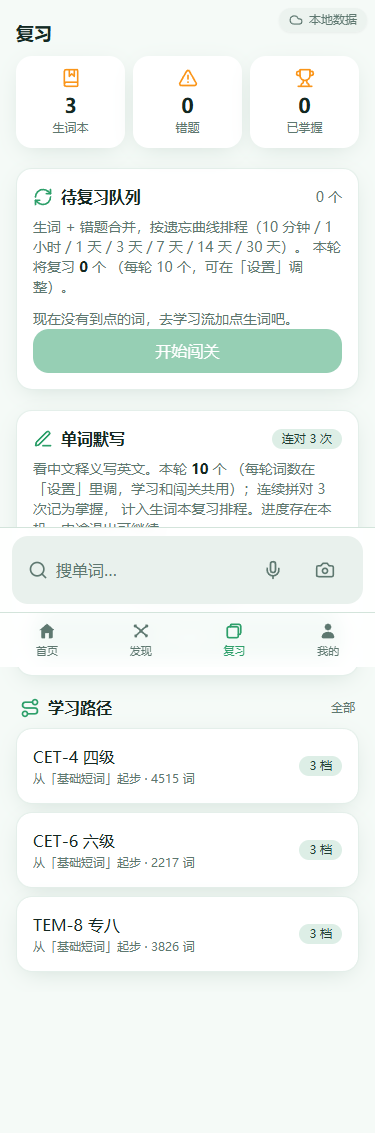 本地数据
复习
3
生词本
0
错题
0
已掌握
待复习队列
0 个
生词 + 错题合并，按遗忘曲线排程（10 分钟 / 1
小时 / 1 天 / 3 天 / 7 天 / 14 天 / 30 天）。 本轮
将复习 0 个 （每轮 10 个，可在「设置」调
整）。
现在没有到点的词，去学习流加点生词吧。
开始闯关
单词默写
连对 3 次
看中文释义写英文。本轮 10 个 （每轮词数在
「设置」里调，学习和闯关共用）；连续拼对 3
次记为掌握， 计入生词本复习排程。进度存在本
搜单词...
首页
发现
复习
我的
学习路径
全部
CET-4 四级
从「基础短词」起步 · 4515 词
3 档
CET-6 六级
从「基础短词」起步 · 2217 词
3 档
TEM-8 专八
从「基础短词」起步 · 3826 词
3 档